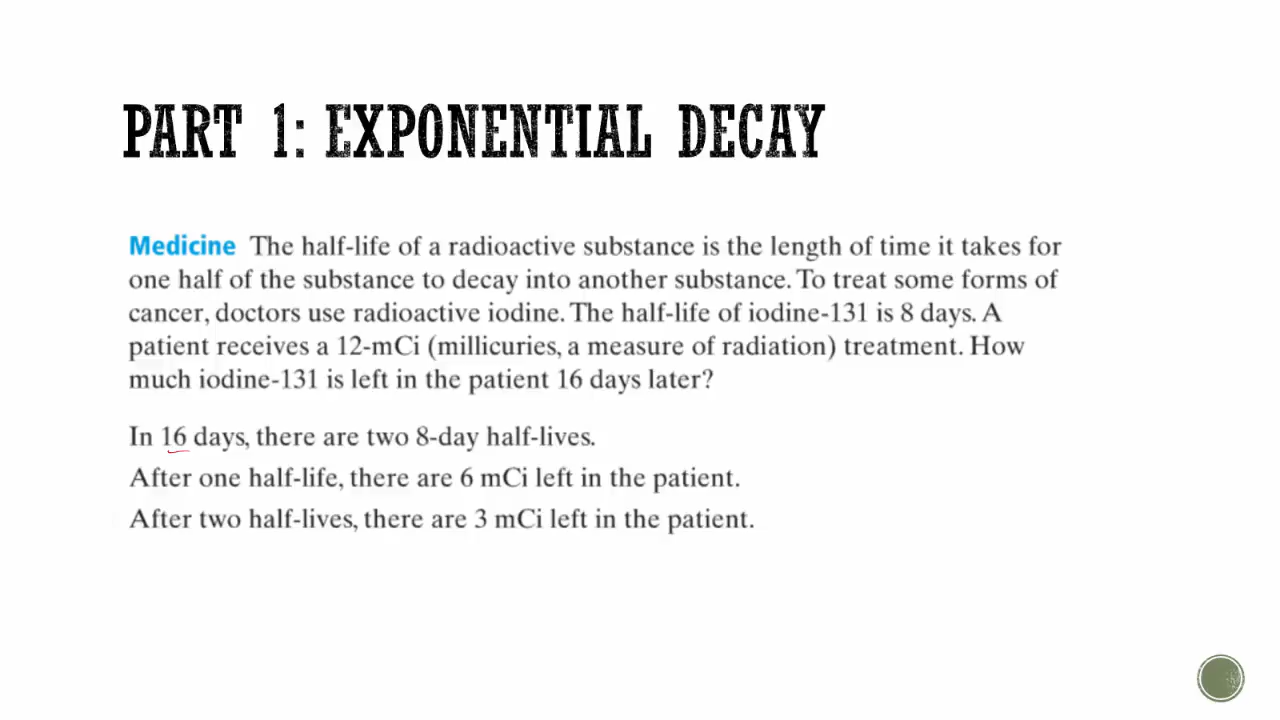 PART 1: EXPONENTIAL DECAY
Medicine The half-life of a radioactive substance is the length of time it takes for
one half of the substance to decay into another substance. To treat some forms of
cancer, doctors use radioactive iodine. The half-life of iodine-131 is 8 days. A
patient receives a 12-mCi (millicuries, a measure of radiation) treatment. How
much iodine-131 is left in the patient 16 days later?
In 16 days, there are two 8-day half-lives.
After one half-life, there are 6 mCi left in the patient.
After two half-lives, there are 3 mCi left in the patient.